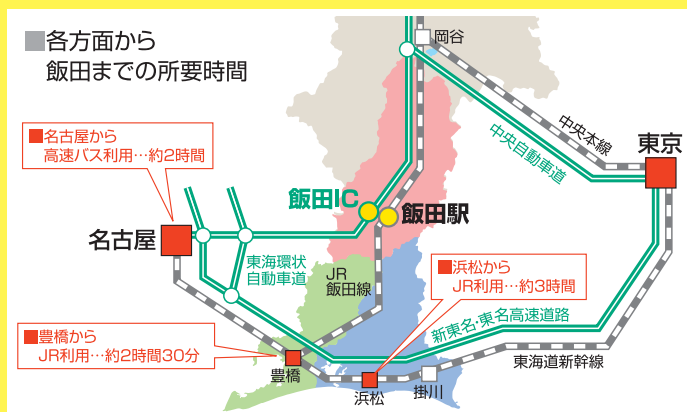 ■各方面から
飯田までの所要時間
岡谷
中央本線
中央自動車道
東京
■名古屋から
高速バス利用…約2時間
飯田IC
飯田駅
名古屋
東海環状
自動車道
JR
飯田線
■浜松から
JR利用…約3時間
新東名・東名高速道路
■豊橋から
JR利用…約2時間30分
東海道新幹線
豊橋
浜松
掛川